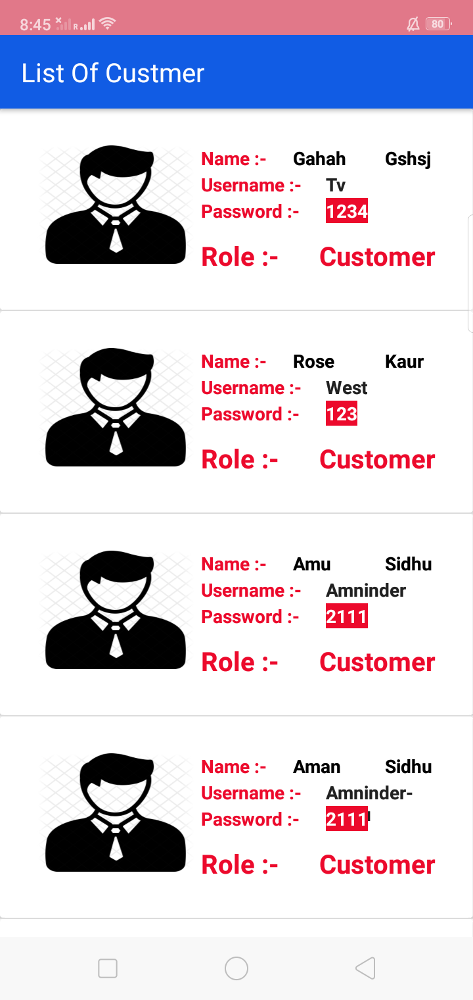 8:45 R 80
List Of Custmer
Name :- Gahah Gshsj
Username :- Tv
Password :- 1234
Role :- Customer
Name :- Rose Kaur
Username :- West
Password :- 123
Role :- Customer
Name :- Amu Sidhu
Username :- Amninder
Password :- 2111
Role :- Customer
Name :- Aman Sidhu
Username :- Amninder-
Password :- 2111
Role :- Customer